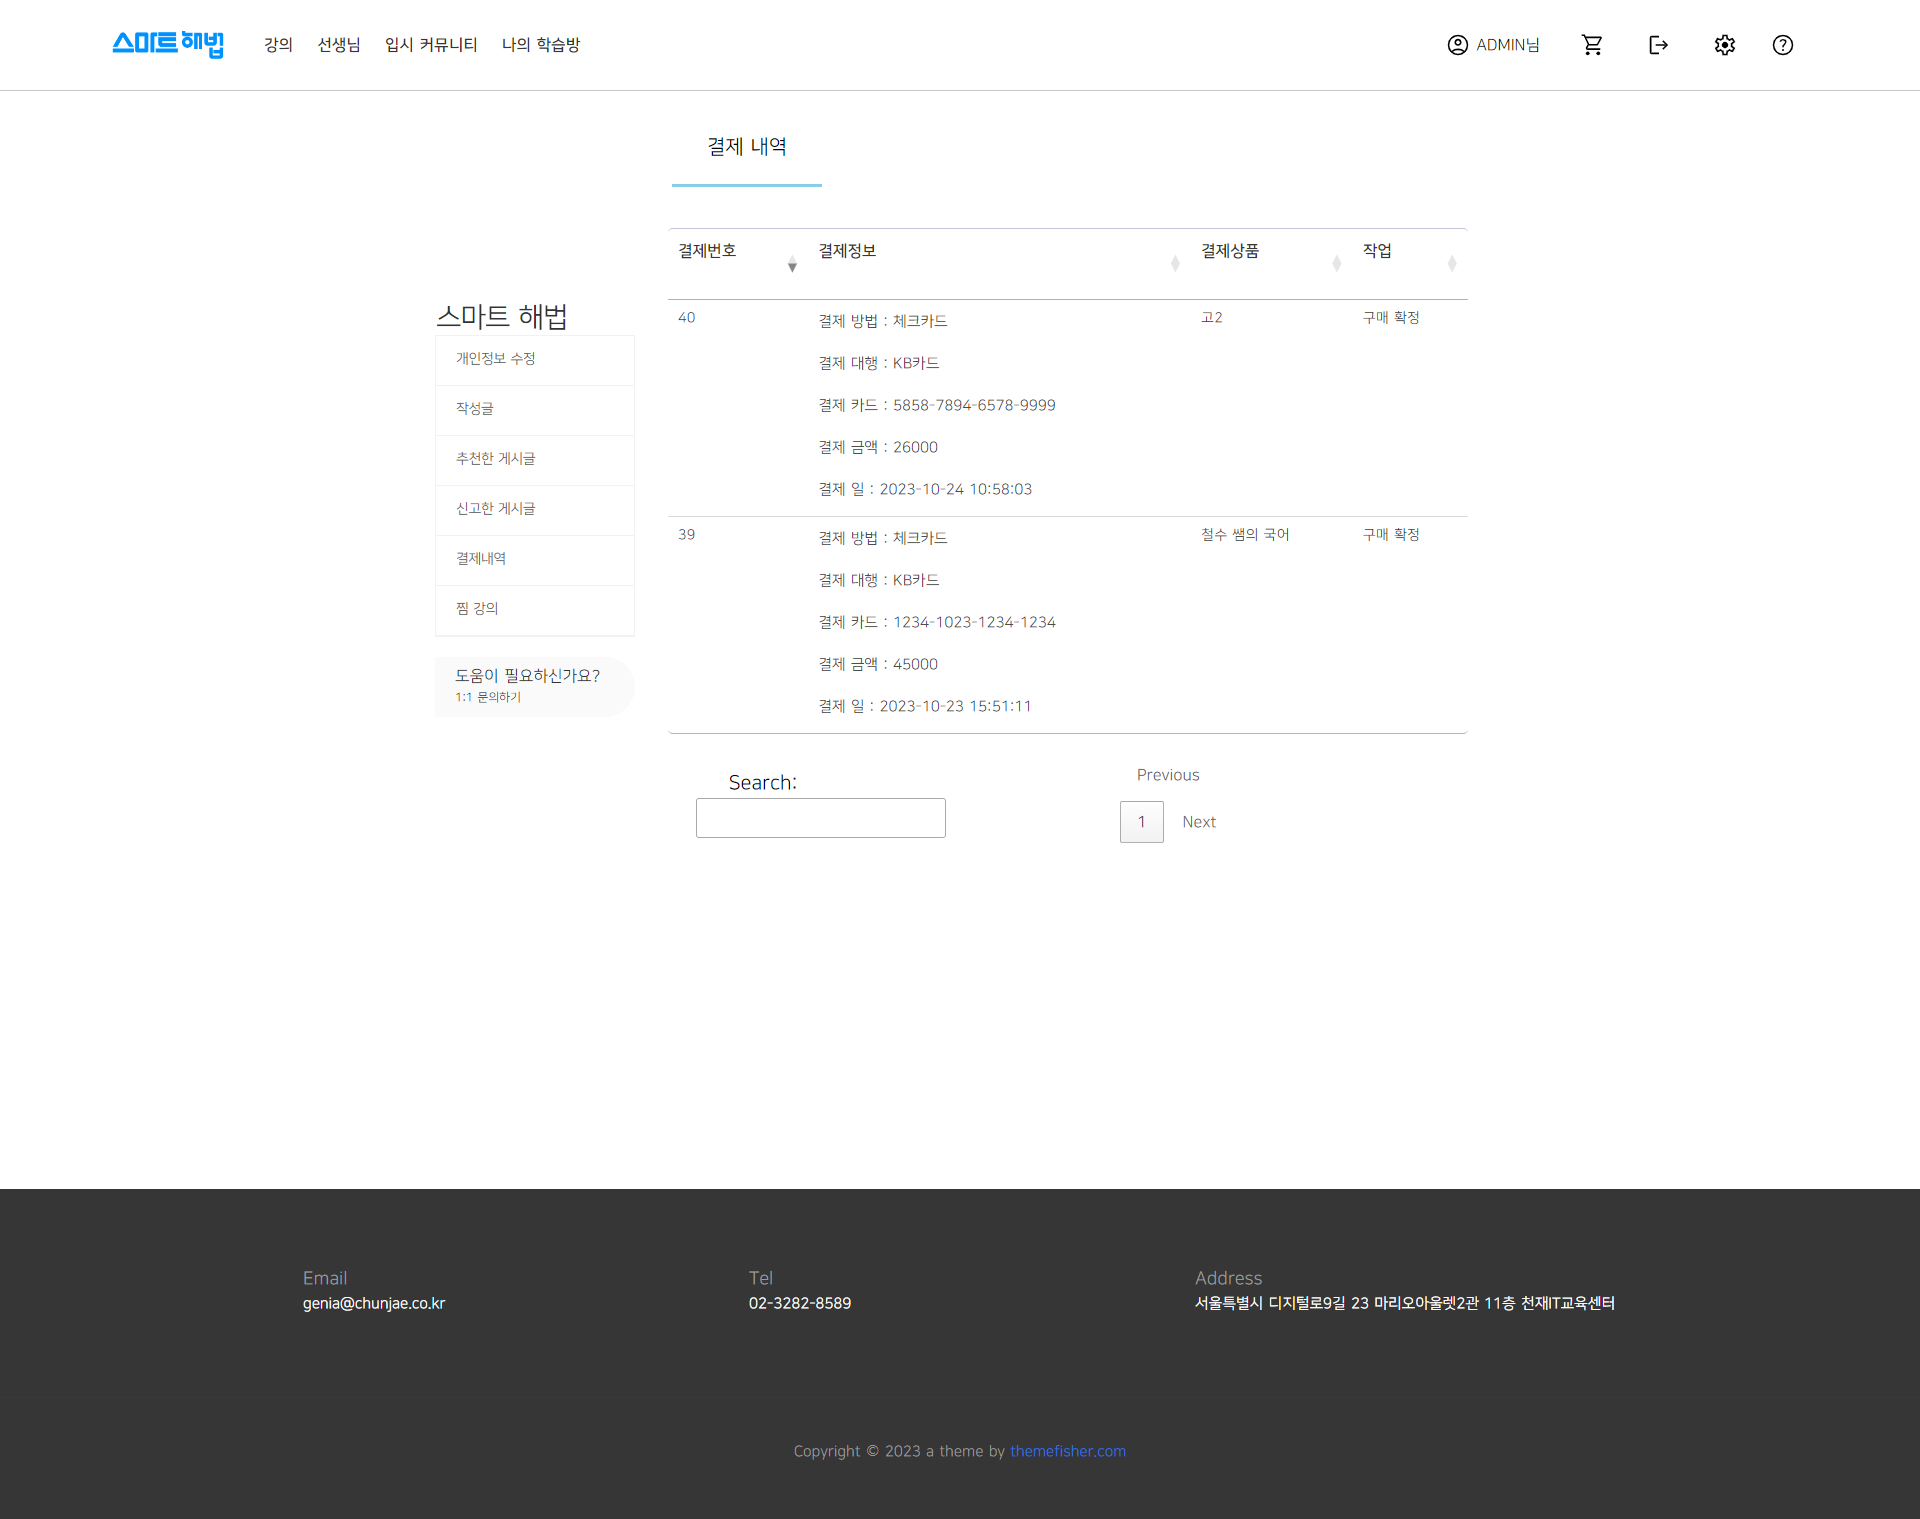 스마트해법 강의 선생님 입시 커뮤니티 나의 학습방 ADMIN님
결제 내역
결제번호 결제정보 결제상품 작업
스마트 해법
개인정보 수정
작성글
추천한 게시글
신고한 게시글
결제내역
찜 강의
도움이 필요하신가요?
1:1 문의하기
40 결제 방법 : 체크카드 고2 구매 확정
결제 대행 : KB카드
결제 카드 : 5858-7894-6578-9999
결제 금액 : 26000
결제 일 : 2023-10-24 10:58:03
39 결제 방법 : 체크카드 철수 쌤의 국어 구매 확정
결제 대행 : KB카드
결제 카드 : 1234-1023-1234-1234
결제 금액 : 45000
결제 일 : 2023-10-23 15:51:11
Search:
Previous
1 Next
Email
genia@chunjae.co.kr
Tel
02-3282-8589
Address
서울특별시 디지털로9길 23 마리오아울렛2관 11층 천재IT교육센터
Copyright © 2023 a theme by themefisher.com